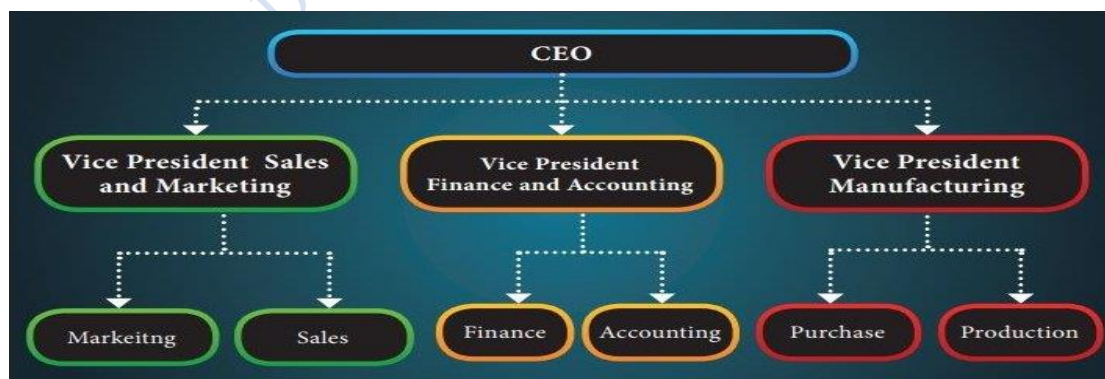 CEO
Vice President Sales
and Marketing
Vice President
Finance and Accounting
Vice President
Manufacturing
Markeitng
Sales
Finance
Accounting
Purchase
Production